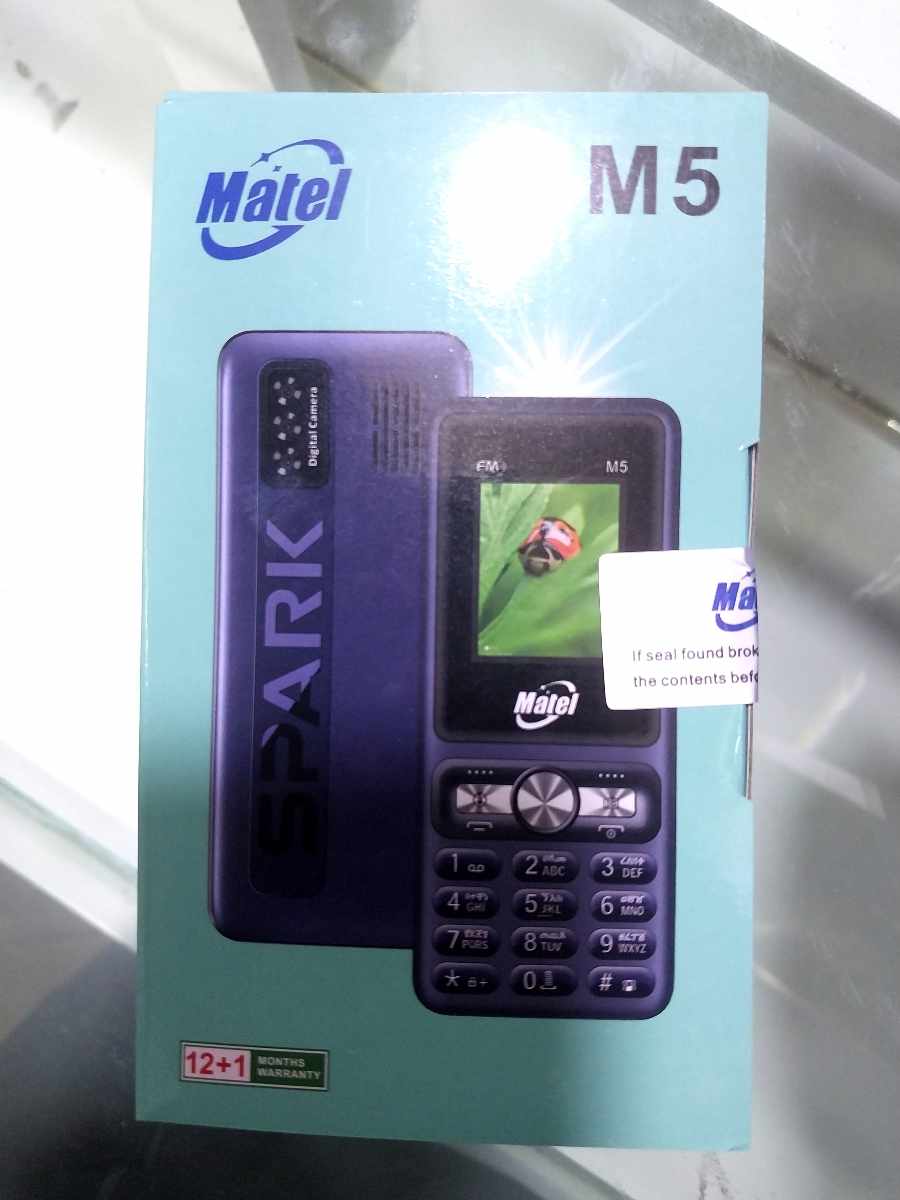 Matel
M5
Digital Camera
SPARK
FM
M5
Matel
Ma
If seal found brok
the contents befo
1
2 ABC
3 DEF
4 GHI
5 JKL
6 MNO
7 PQRS
8 TUV
9 WXYZ
* +
0
#
12+1 MONTHS
WARRANTY